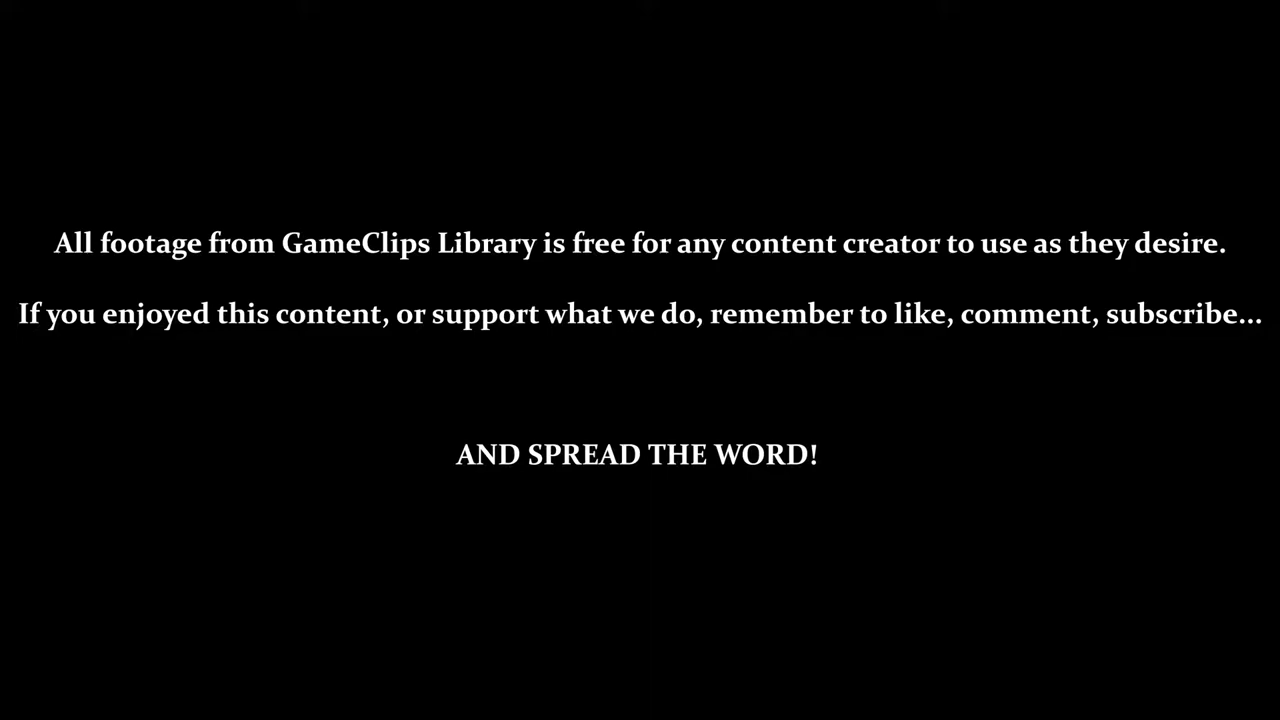 All footage from GameClips Library is free for any content creator to use as they desire.
If you enjoyed this content, or support what we do, remember to like, comment, subscribe...
AND SPREAD THE WORD!